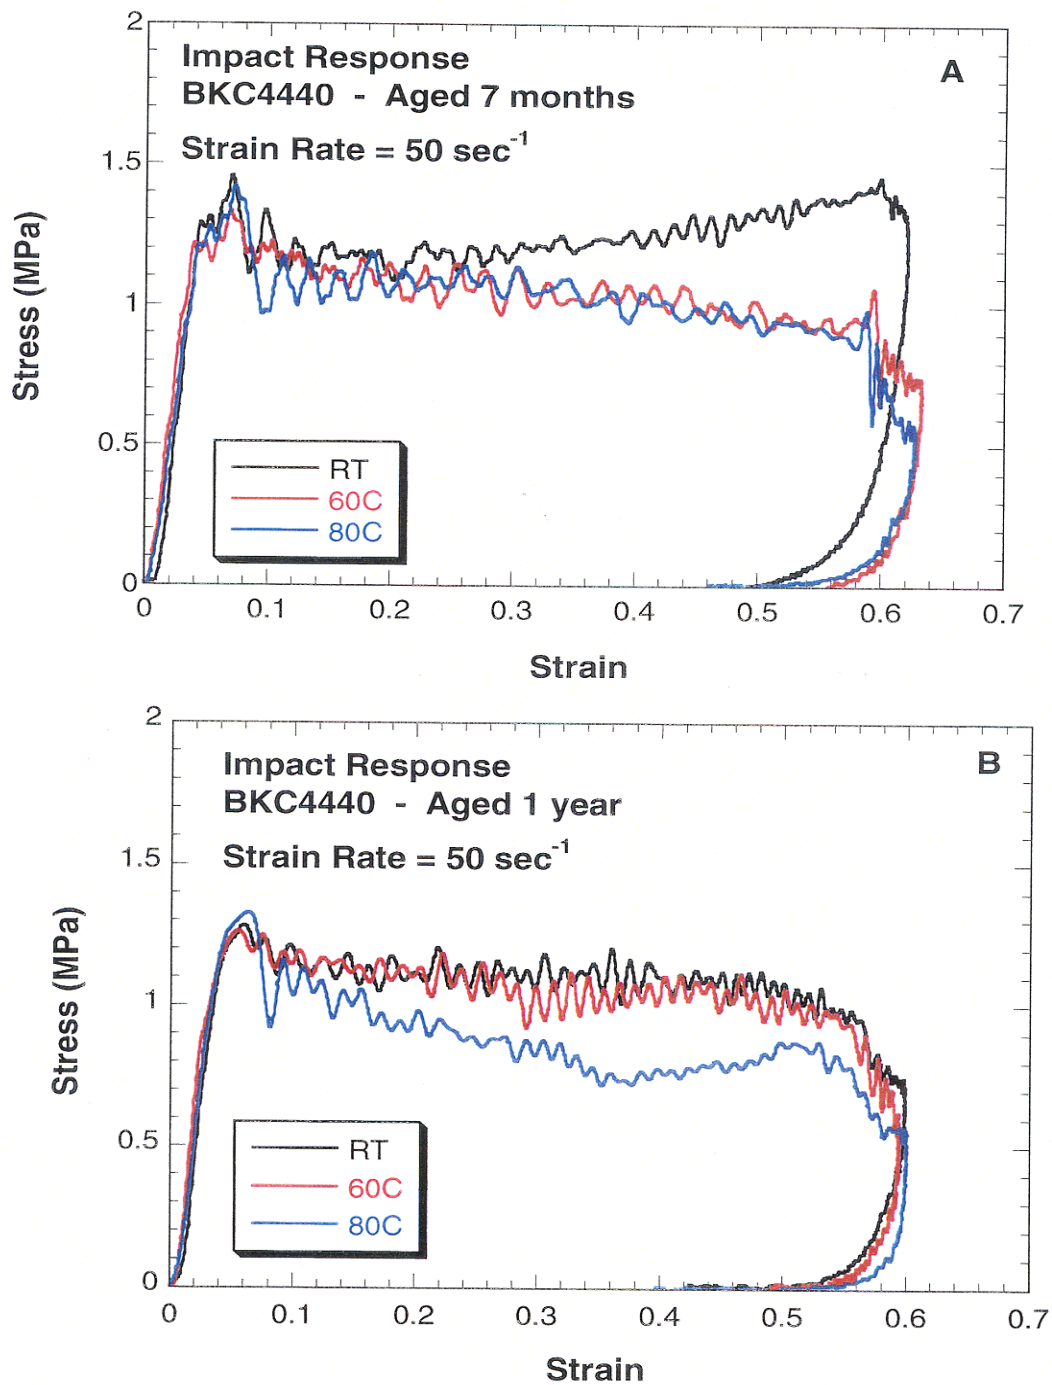 Impact Response
A
BKC4440 - Aged 7 months
Strain Rate = 50 sec-1
Stress (MPa)
2
1.5
1
0.5
0
RT
60C
80C
0 0.1 0.2 0.3 0.4 0.5 0.6 0.7
Strain
Impact Response
B
BKC4440 - Aged 1 year
Strain Rate = 50 sec-1
Stress (MPa)
2
1.5
1
0.5
0
RT
60C
80C
0 0.1 0.2 0.3 0.4 0.5 0.6 0.7
Strain